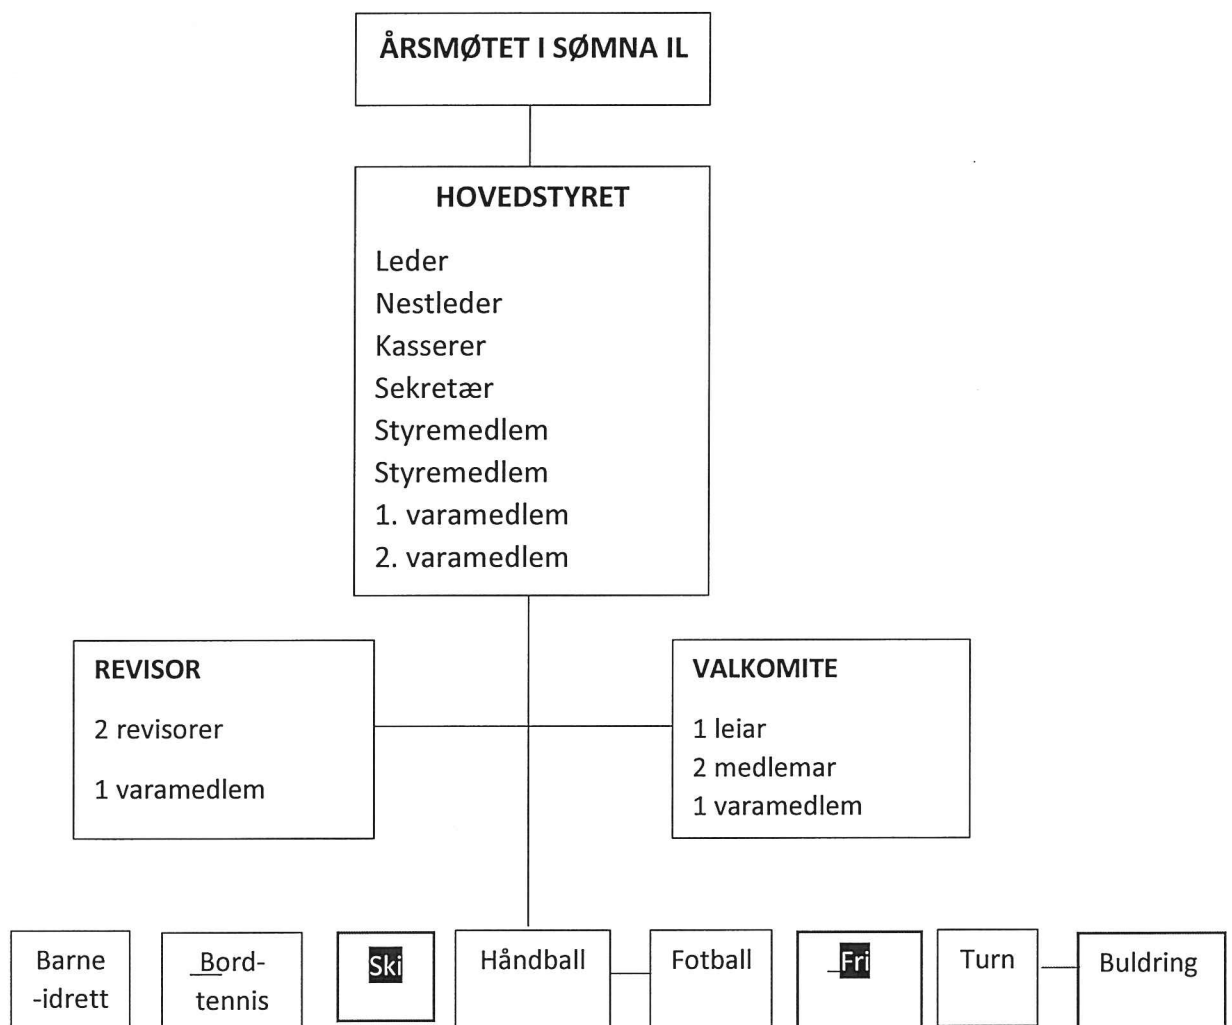 ÅRSMØTET I SØMNA IL
HOVEDSTYRET
Leder
Nestleder
Kasserer
Sekretær
Styremedlem
Styremedlem
1. varamedlem
2. varamedlem
REVISOR
2 revisorer
1 varamedlem
VALKOMITE
1 leiar
2 medlemar
1 varamedlem
Barne
-idrett
Bord-
tennis
Ski
Håndball
Fotball
Fri
Turn
Buldring